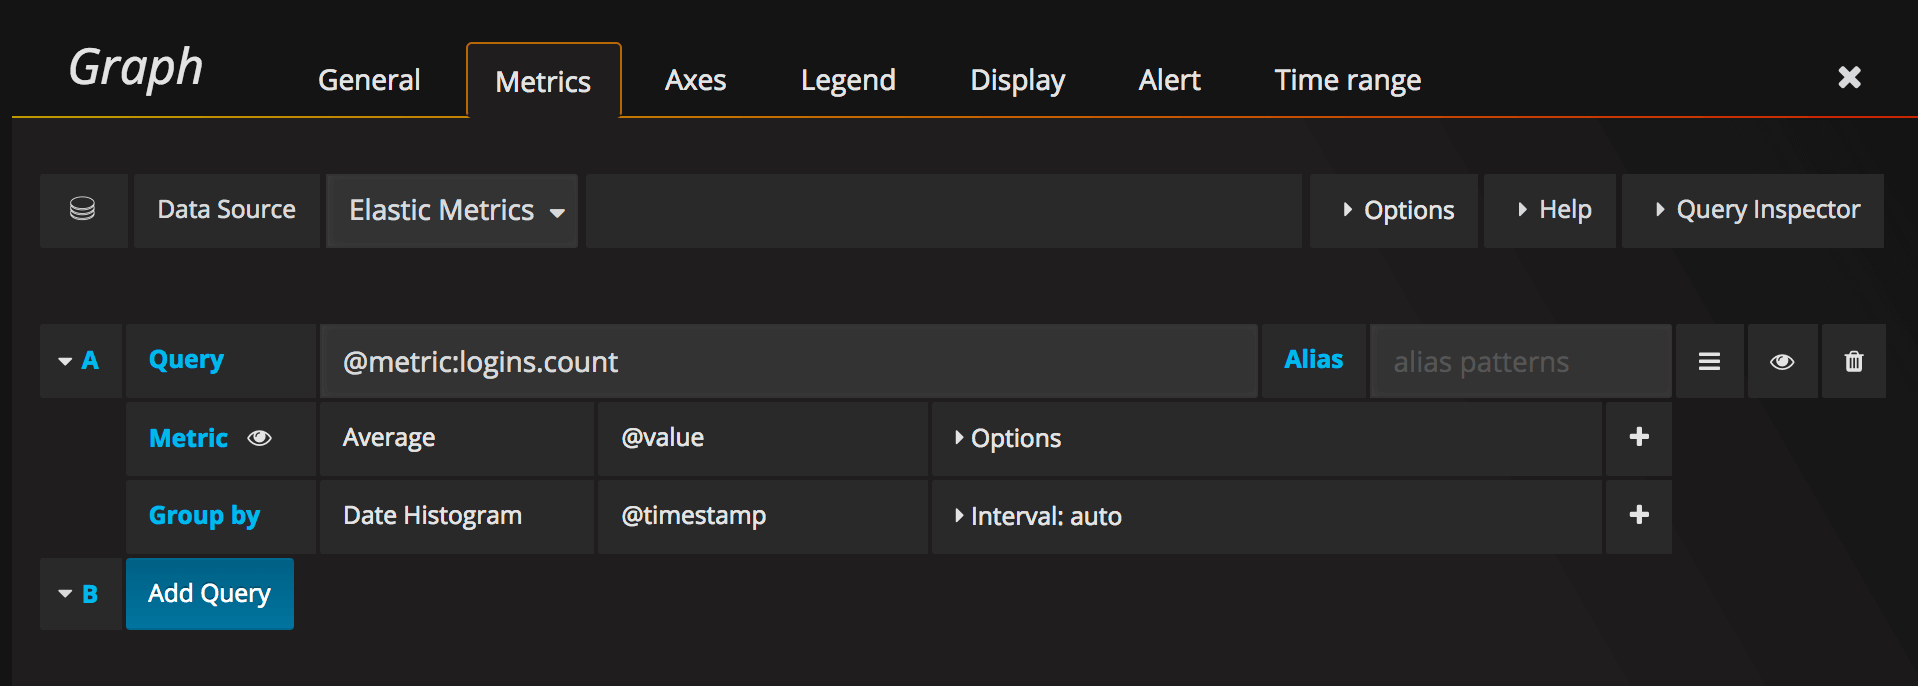 Graph General Metrics Axes Legend Display Alert Time range
Data Source Elastic Metrics Options Help Query Inspector
A Query @metric:logins.count Alias alias patterns
Metric Average @value Options
Group by Date Histogram @timestamp Interval: auto
B Add Query